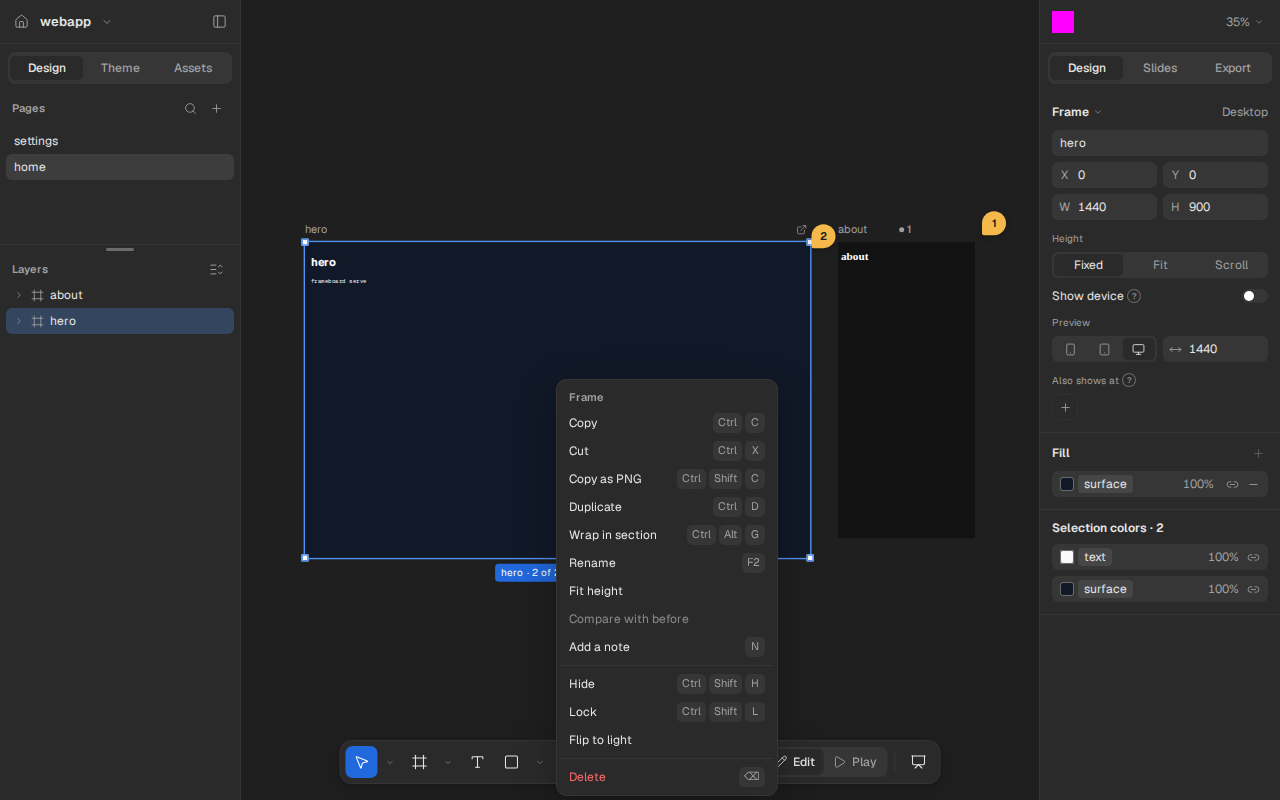 webapp
35%
Design Theme Assets
Design Slides Export
Pages
settings
home
Layers
about
hero
hero
2
about
1
1
hero
frameboard serve
about
hero · 2 of 2
Frame
Copy Ctrl C
Cut Ctrl X
Copy as PNG Ctrl Shift C
Duplicate Ctrl D
Wrap in section Ctrl Alt G
Rename F2
Fit height
Compare with before
Add a note N
Hide Ctrl Shift H
Lock Ctrl Shift L
Flip to light
Delete
Edit Play
Frame Desktop
hero
X 0 Y 0
W 1440 H 900
Height
Fixed Fit Scroll
Show device ?
Preview
1440
Also shows at ?
Fill
surface 100%
Selection colors · 2
text 100%
surface 100%